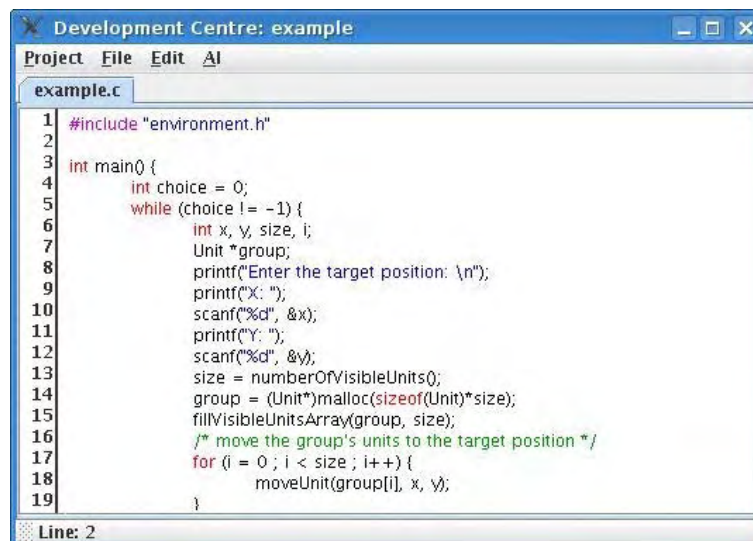 Development Centre: example
Project File Edit AI
example.c
1 #include "environment.h"
2
3 int main() {
4 int choice = 0;
5 while (choice != -1) {
6 int x, y, size, i;
7 Unit *group;
8 printf("Enter the target position: \n");
9 printf("X: ");
10 scanf("%d", &x);
11 printf("Y: ");
12 scanf("%d", &y);
13 size = numberOfVisibleUnits();
14 group = (Unit*)malloc(sizeof(Unit)*size);
15 fillVisibleUnitsArray(group, size);
16 /* move the group's units to the target position */
17 for (i = 0 ; i < size ; i++) {
18 moveUnit(group[i], x, y);
19 }
Line: 2